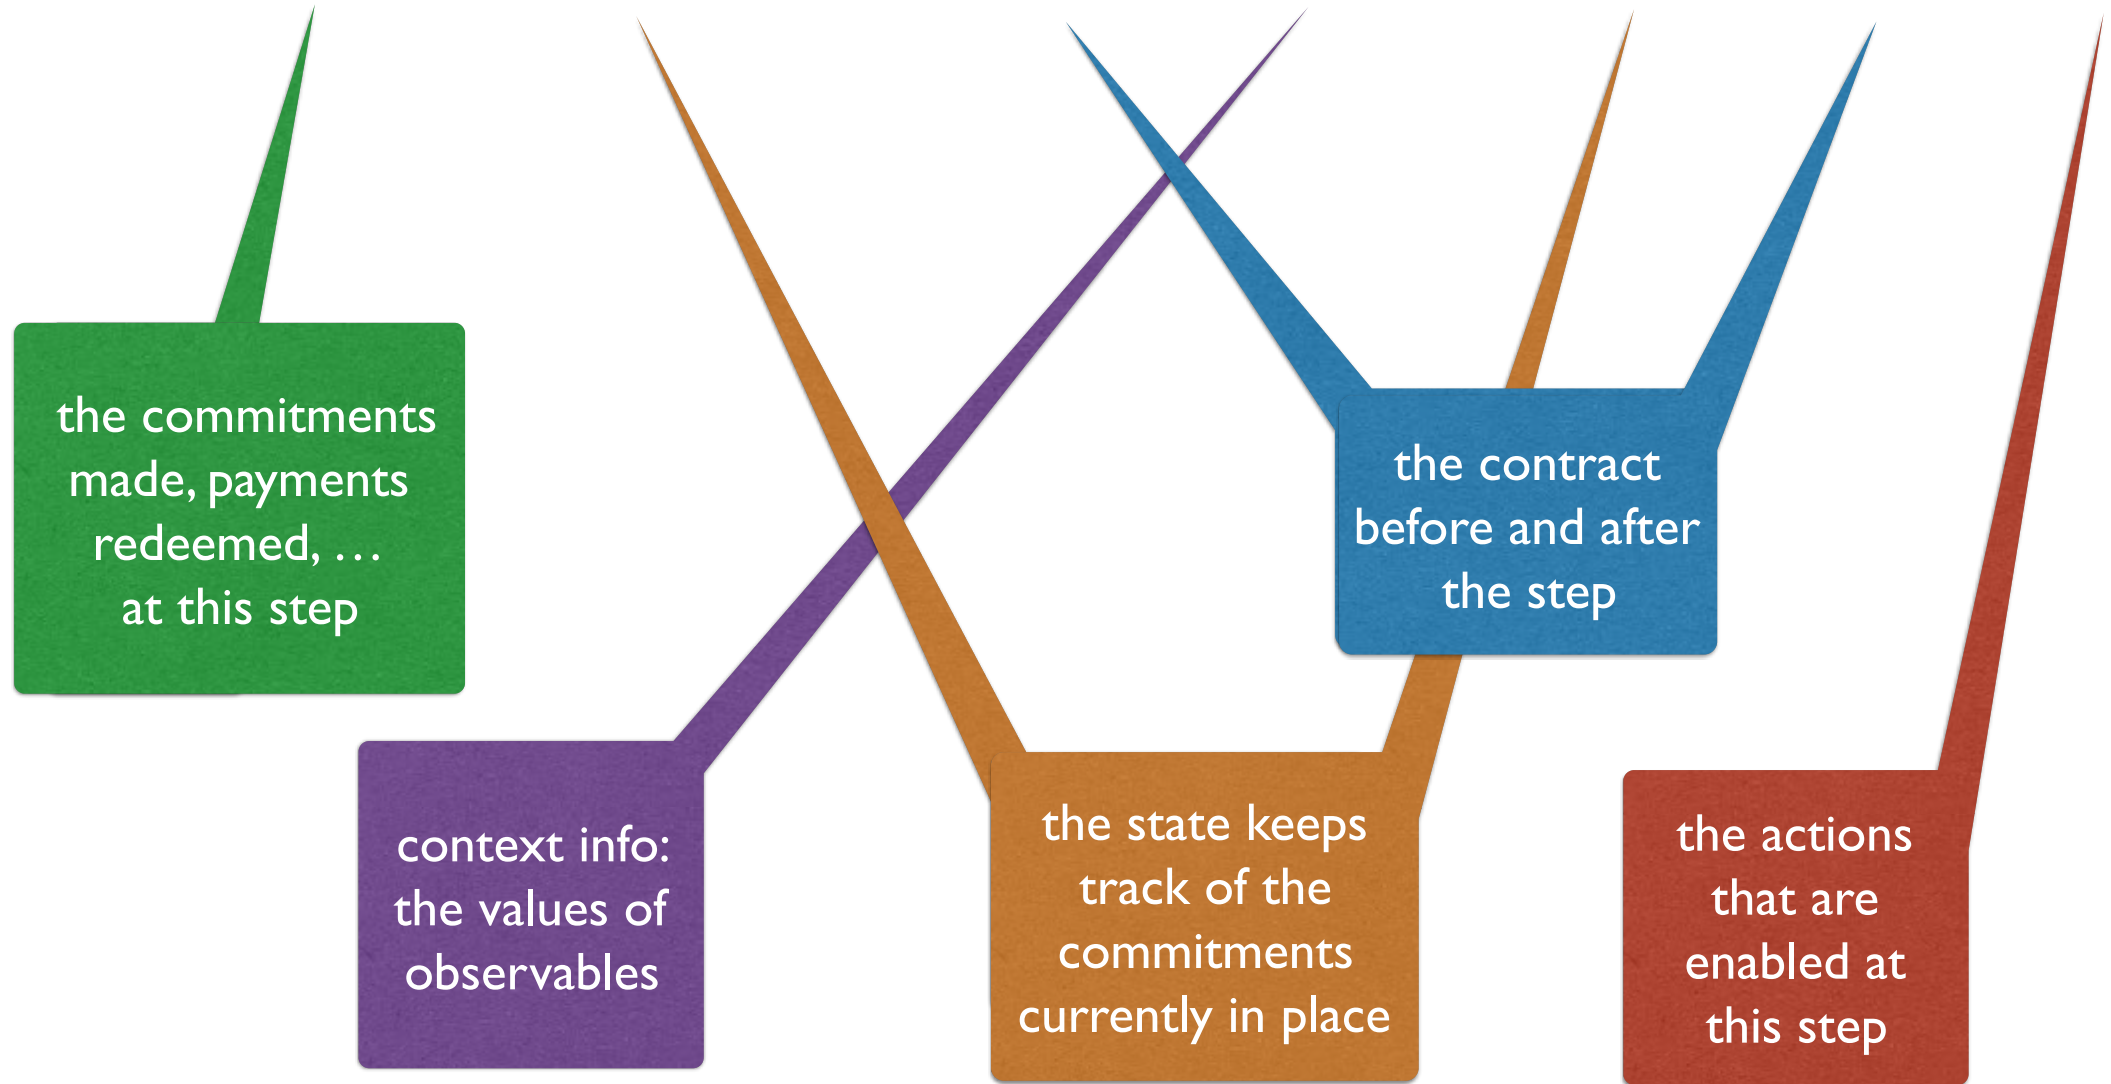 the commitments
made, payments
redeemed, …
at this step
the contract
before and after
the step
context info:
the values of
observables
the state keeps
track of the
commitments
currently in place
the actions
that are
enabled at
this step